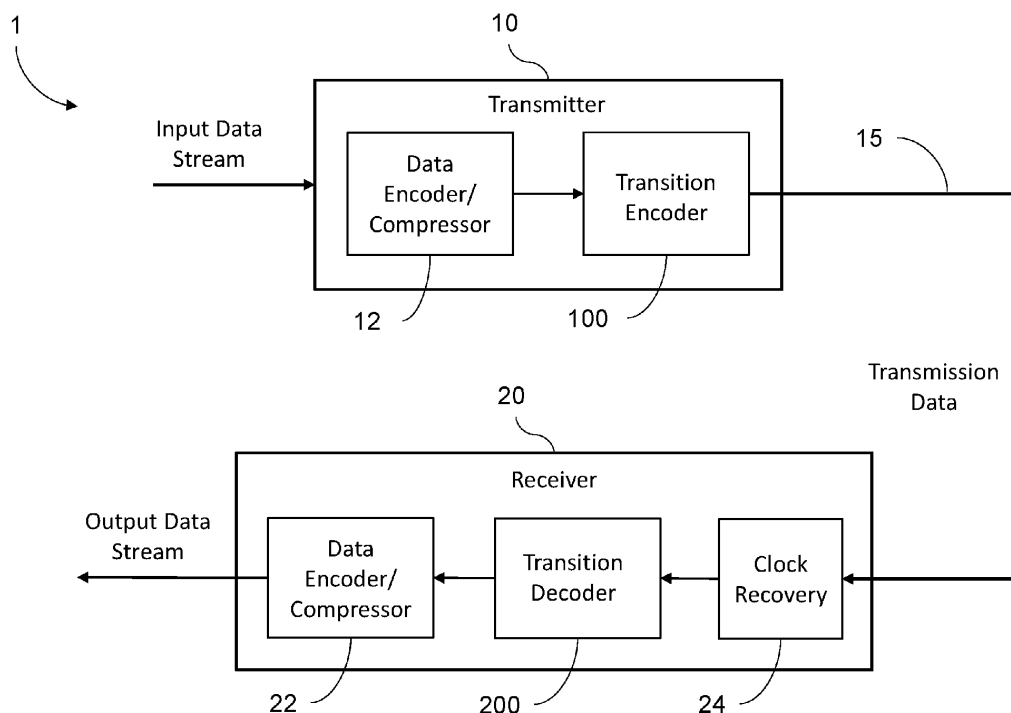 1
10
Transmitter
Input Data
Stream
Data
Encoder/
Compressor
Transition
Encoder
15
12
100
Transmission
Data
20
Receiver
Output Data
Stream
Data
Encoder/
Compressor
Transition
Decoder
Clock
Recovery
22
200
24